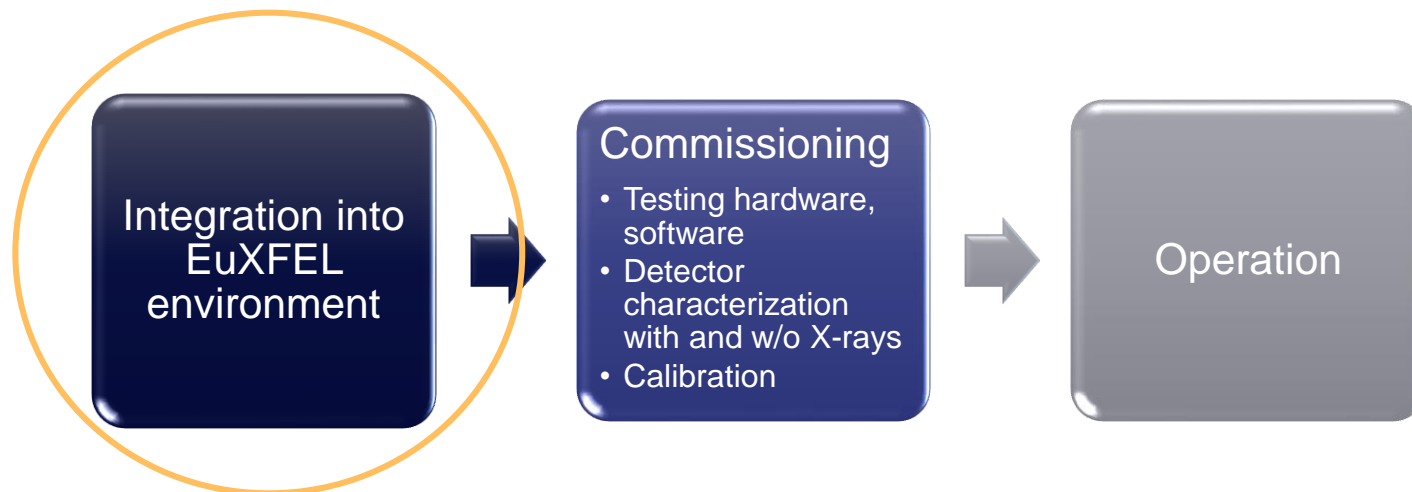 Integration into
EuXFEL
environment
Commissioning
• Testing hardware,
software
• Detector
characterization
with and w/o X-rays
• Calibration
Operation